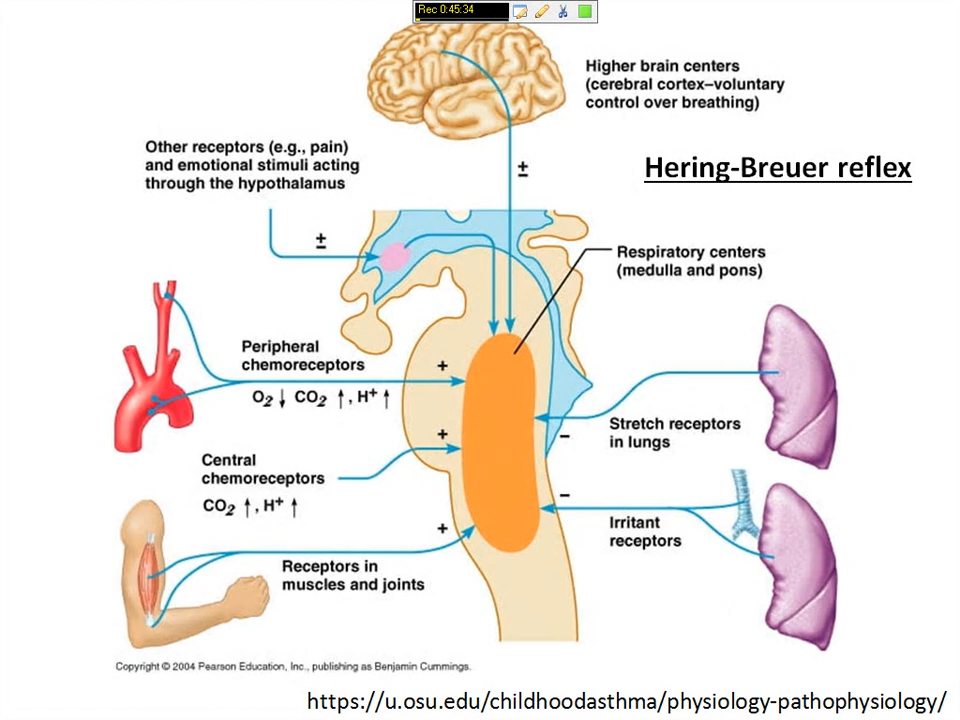 Rec 0:45:34
Higher brain centers
(cerebral cortex–voluntary
control over breathing)
Other receptors (e.g., pain)
and emotional stimuli acting
through the hypothalamus
Hering-Breuer reflex
±
±
Respiratory centers
(medulla and pons)
Peripheral
chemoreceptors
+
O₂ ↓ CO₂ ↑, H⁺ ↑
Stretch receptors
in lungs
–
+
Central
chemoreceptors
CO₂ ↑, H⁺ ↑
–
Irritant
receptors
+
Receptors in
muscles and joints
Copyright © 2004 Pearson Education, Inc., publishing as Benjamin Cummings.
https://u.osu.edu/childhoodasthma/physiology-pathophysiology/